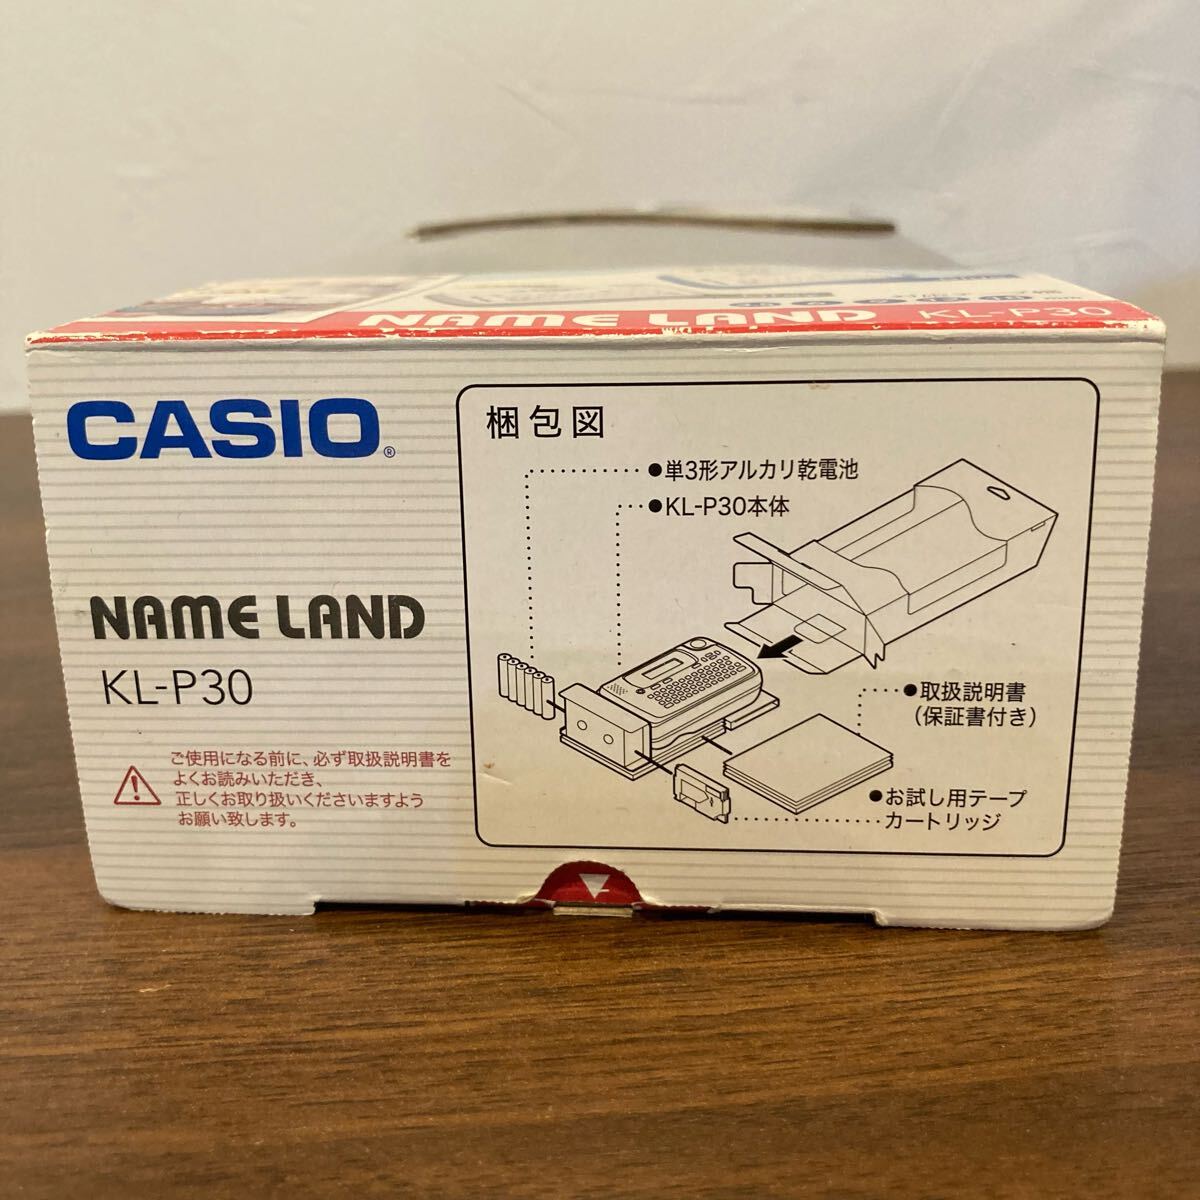 NAME LAND KL-P30
CASIO®
NAME LAND
KL-P30
ご使用になる前に、必ず取扱説明書を
よくお読みいただき、
正しくお取り扱いくださいますよう
お願い致します。
梱包図
●単3形アルカリ乾電池
●KL-P30本体
●取扱説明書
（保証書付き）
●お試し用テープ
カートリッジ